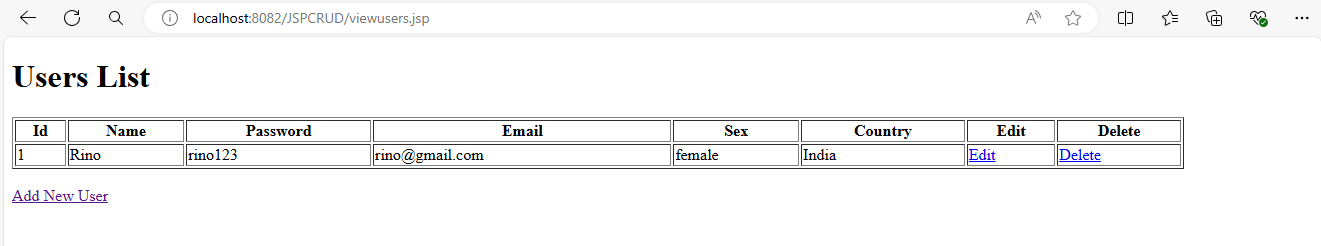 localhost:8082/JSPCRUD/viewusers.jsp
Users List
Id Name Password Email Sex Country Edit Delete
1 Rino rino123 rino@gmail.com female India Edit Delete
Add New User